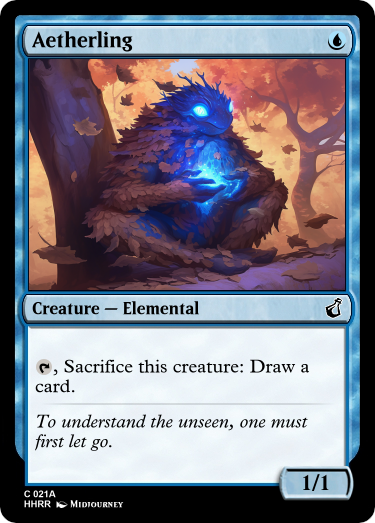 Aetherling
Creature — Elemental
, Sacrifice this creature: Draw a
card.
To understand the unseen, one must
first let go.
1/1
C 021A
HHRR Midjourney